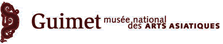 Guimet musée national
des ARTS ASIATIQUES